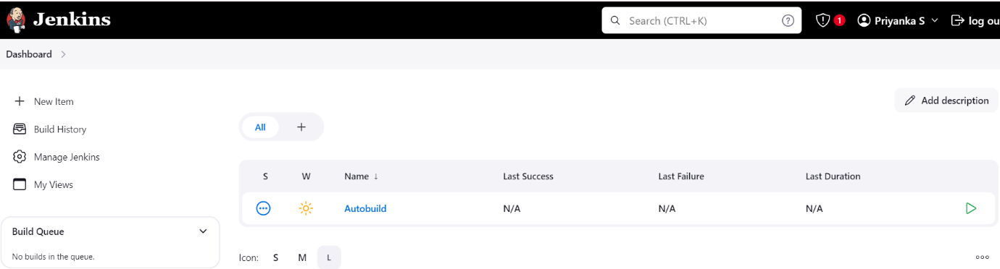 Jenkins
Search (CTRL+K)
?
1
Priyanka S
log ou
Dashboard
New Item
Build History
Manage Jenkins
My Views
Add description
All +
S W Name ↓ Last Success Last Failure Last Duration
Autobuild N/A N/A N/A
Build Queue
No builds in the queue.
Icon: S M L